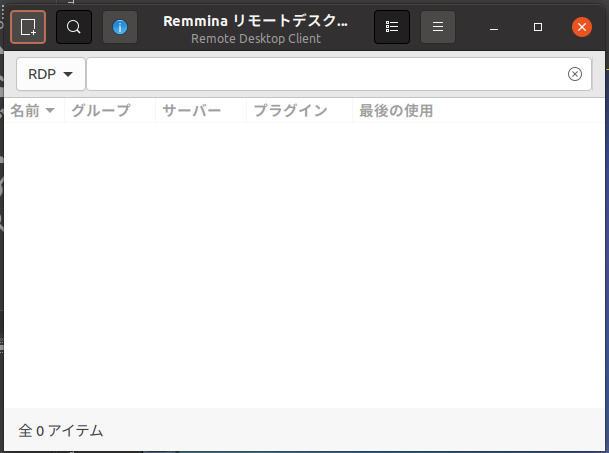 Remmina リモートデスク...
Remote Desktop Client
RDP
名前 グループ サーバー プラグイン 最後の使用
全 0 アイテム